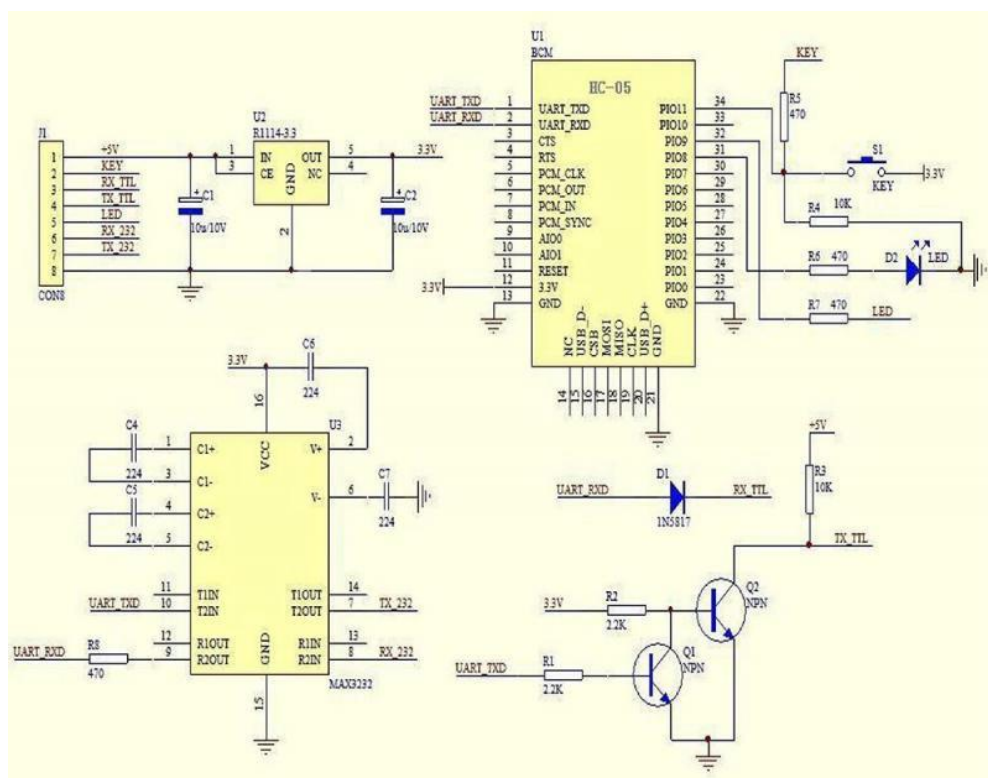 J1
1 +5V
2 KEY
3 RX_TTL
4 TX_TTL
5 LED
6 RX_232
7 TX_232
8
CON8
U2
R1114-3.3
1 IN OUT 5 3.3V
3 CE NC 4
GND
2
+ C1
10u/10V
+ C2
10u/10V
U1
BCM
HC-05
UART_TXD 1 UART_TXD PIO11 34
UART_RXD 2 UART_RXD PIO10 33
3 CTS PIO9 32
4 RTS PIO8 31
5 PCM_CLK PIO7 30
6 PCM_OUT PIO6 29
7 PCM_IN PIO5 28
8 PCM_SYNC PIO4 27
9 AIO0 PIO3 26
10 AIO1 PIO2 25
11 RESET PIO1 24
3.3V 12 3.3V PIO0 23
13 GND GND 22
NC USB_D- CSB MOSI MISO CLK USB_D+ GND
14 15 16 17 18 19 20 21
KEY
R5
470
S1
KEY
3.3V
R4 10K
R6 470
D2 LED
R7 470 LED
3.3V
C6
224
16
U3
VCC
C4 1 C1+ V+ 2
224 3 C1-
C5 4 C2+ V- 6 C7
224 5 C2- 224
11 T1IN T1OUT 14
UART_TXD 10 T2IN T2OUT 7 TX_232
12 R1OUT R1IN 13
UART_RXD R8 9 R2OUT R2IN 8 RX_232
470
GND
MAX3232
15
+5V
R3
10K
D1
UART_RXD RX_TTL
1N5817
TX_TTL
Q2
NPN
3.3V R2
2.2K
Q1
NPN
UART_TXD R1
2.2K